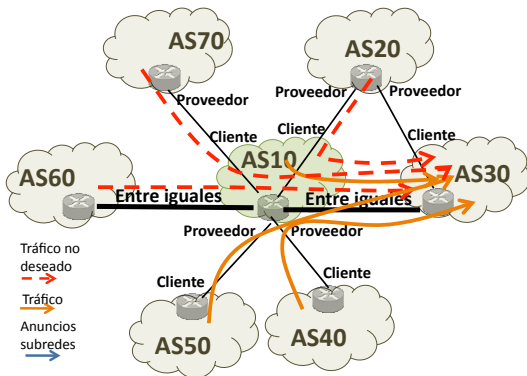 AS70
AS20
Proveedor
Proveedor
Proveedor
Cliente
Cliente
Cliente
AS10
AS60
AS30
Entre iguales
Entre iguales
Proveedor
Proveedor
Tráfico no
deseado
Cliente
Cliente
Tráfico
Anuncios
subredes
AS50
AS40